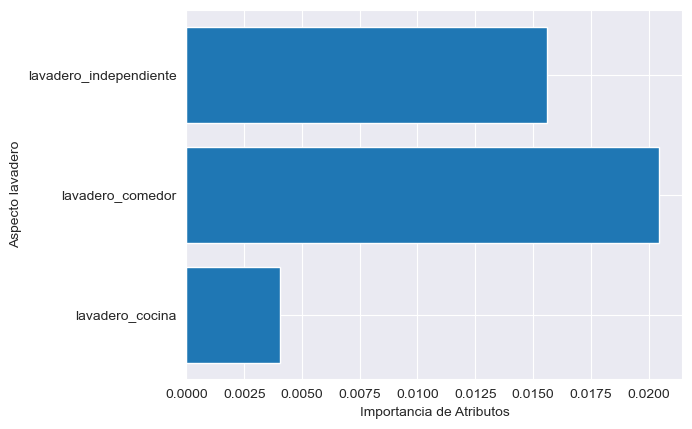 Aspecto lavadero
lavadero_independiente
lavadero_comedor
lavadero_cocina
0.0000 0.0025 0.0050 0.0075 0.0100 0.0125 0.0150 0.0175 0.0200
Importancia de Atributos